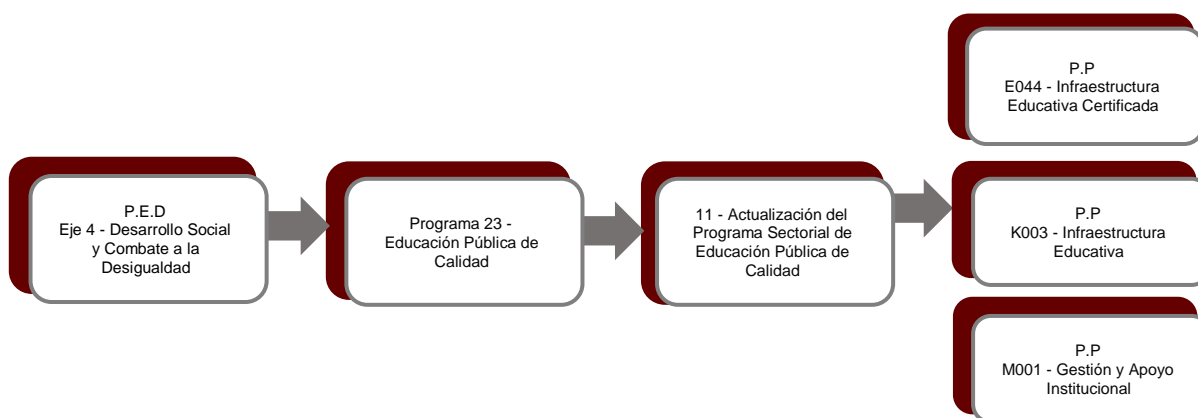 P.E.D
Eje 4 - Desarrollo Social
y Combate a la
Desigualdad
Programa 23 -
Educación Pública de
Calidad
11 - Actualización del
Programa Sectorial de
Educación Pública de
Calidad
P.P
E044 - Infraestructura
Educativa Certificada
P.P
K003 - Infraestructura
Educativa
P.P
M001 - Gestión y Apoyo
Institucional